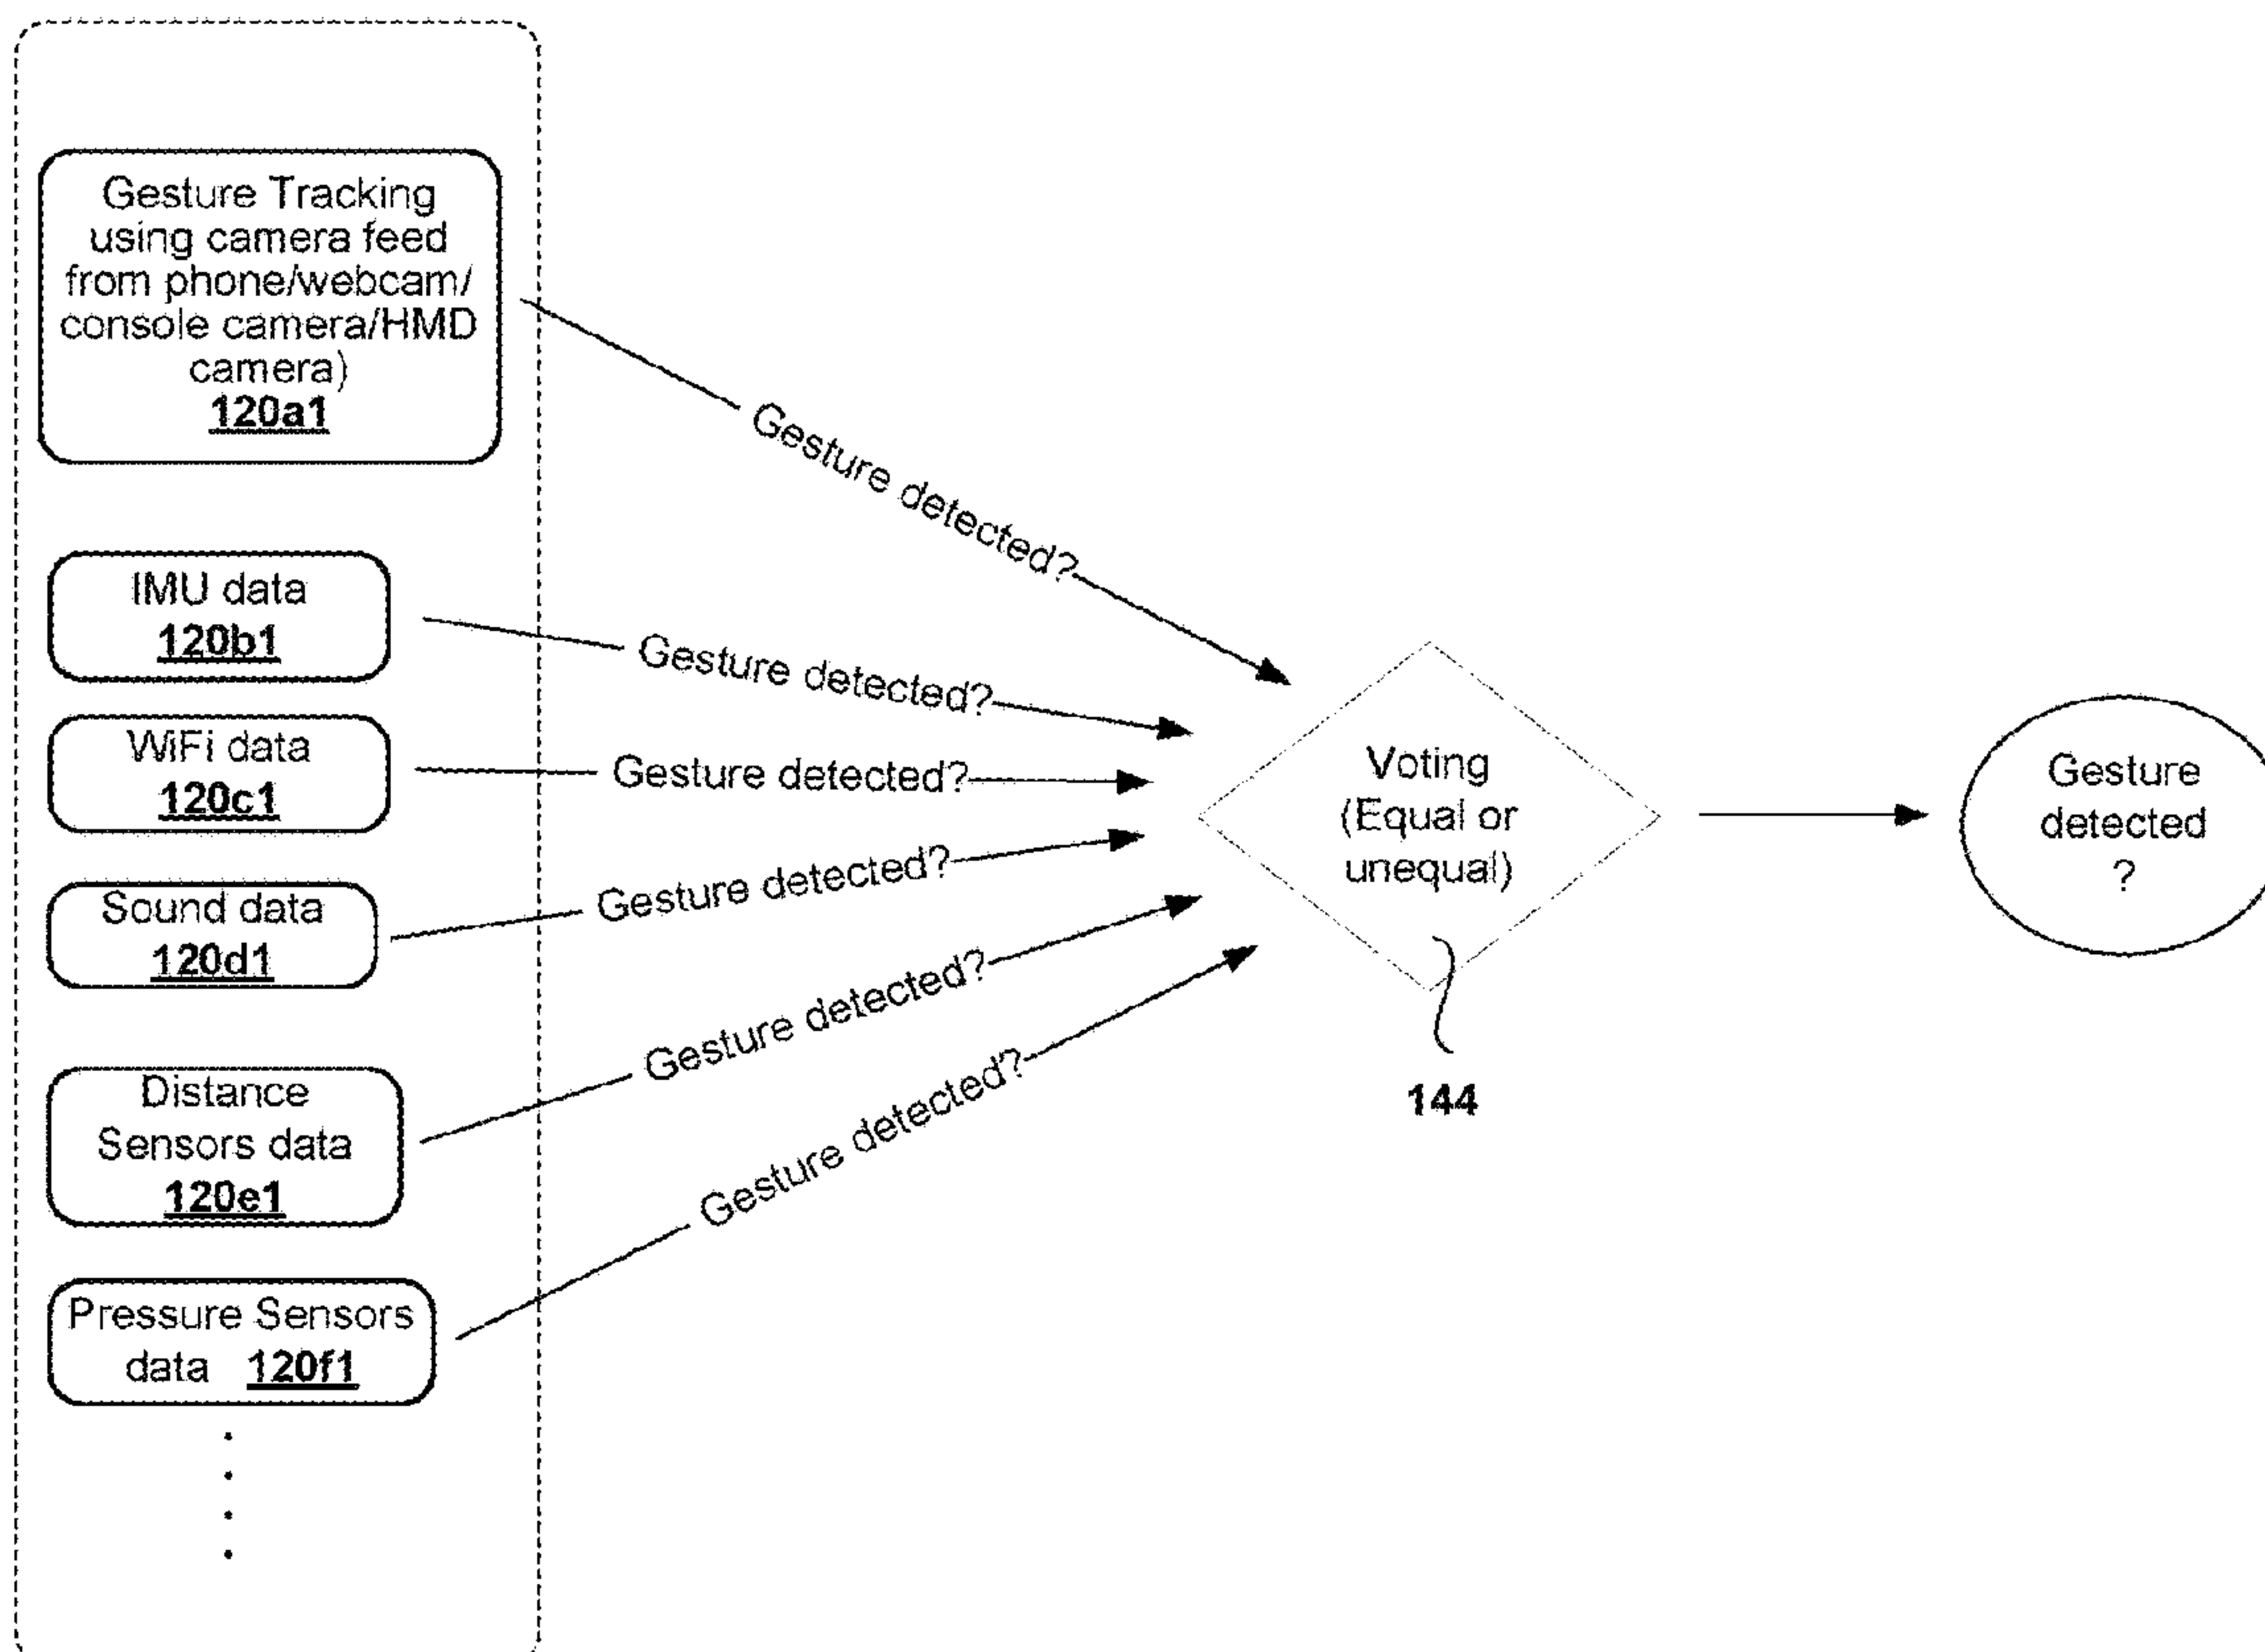 Gesture Tracking
using camera feed
from phone/webcam/
console camera/HMD
camera)
120a1
Gesture detected?
IMU data
120b1
Gesture detected?
WiFi data
120c1
Gesture detected?
Sound data
120d1
Gesture detected?
Distance
Sensors data
120e1
Gesture detected?
Pressure Sensors
data 120f1
Gesture detected?
Voting
(Equal or
unequal)
144
Gesture
detected
?